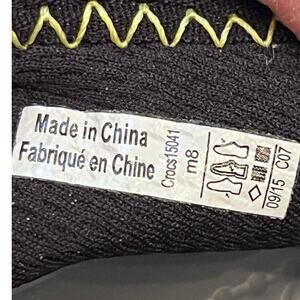 Made in China
Fabriqué en Chine
Crocs15041
m8
09/15 C07